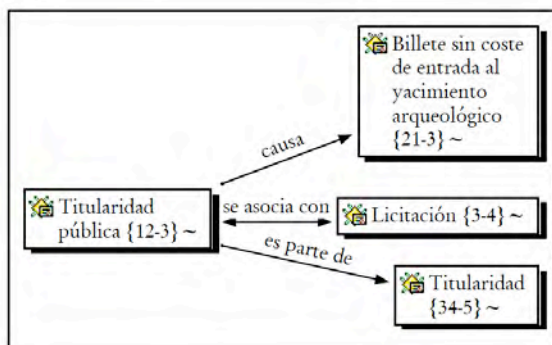 Billete sin coste
de entrada al
yacimiento
arqueológico
{21-3} ~
causa
Titularidad
pública {12-3} ~
se asocia con
Licitación {3-4} ~
es parte de
Titularidad
{34-5} ~